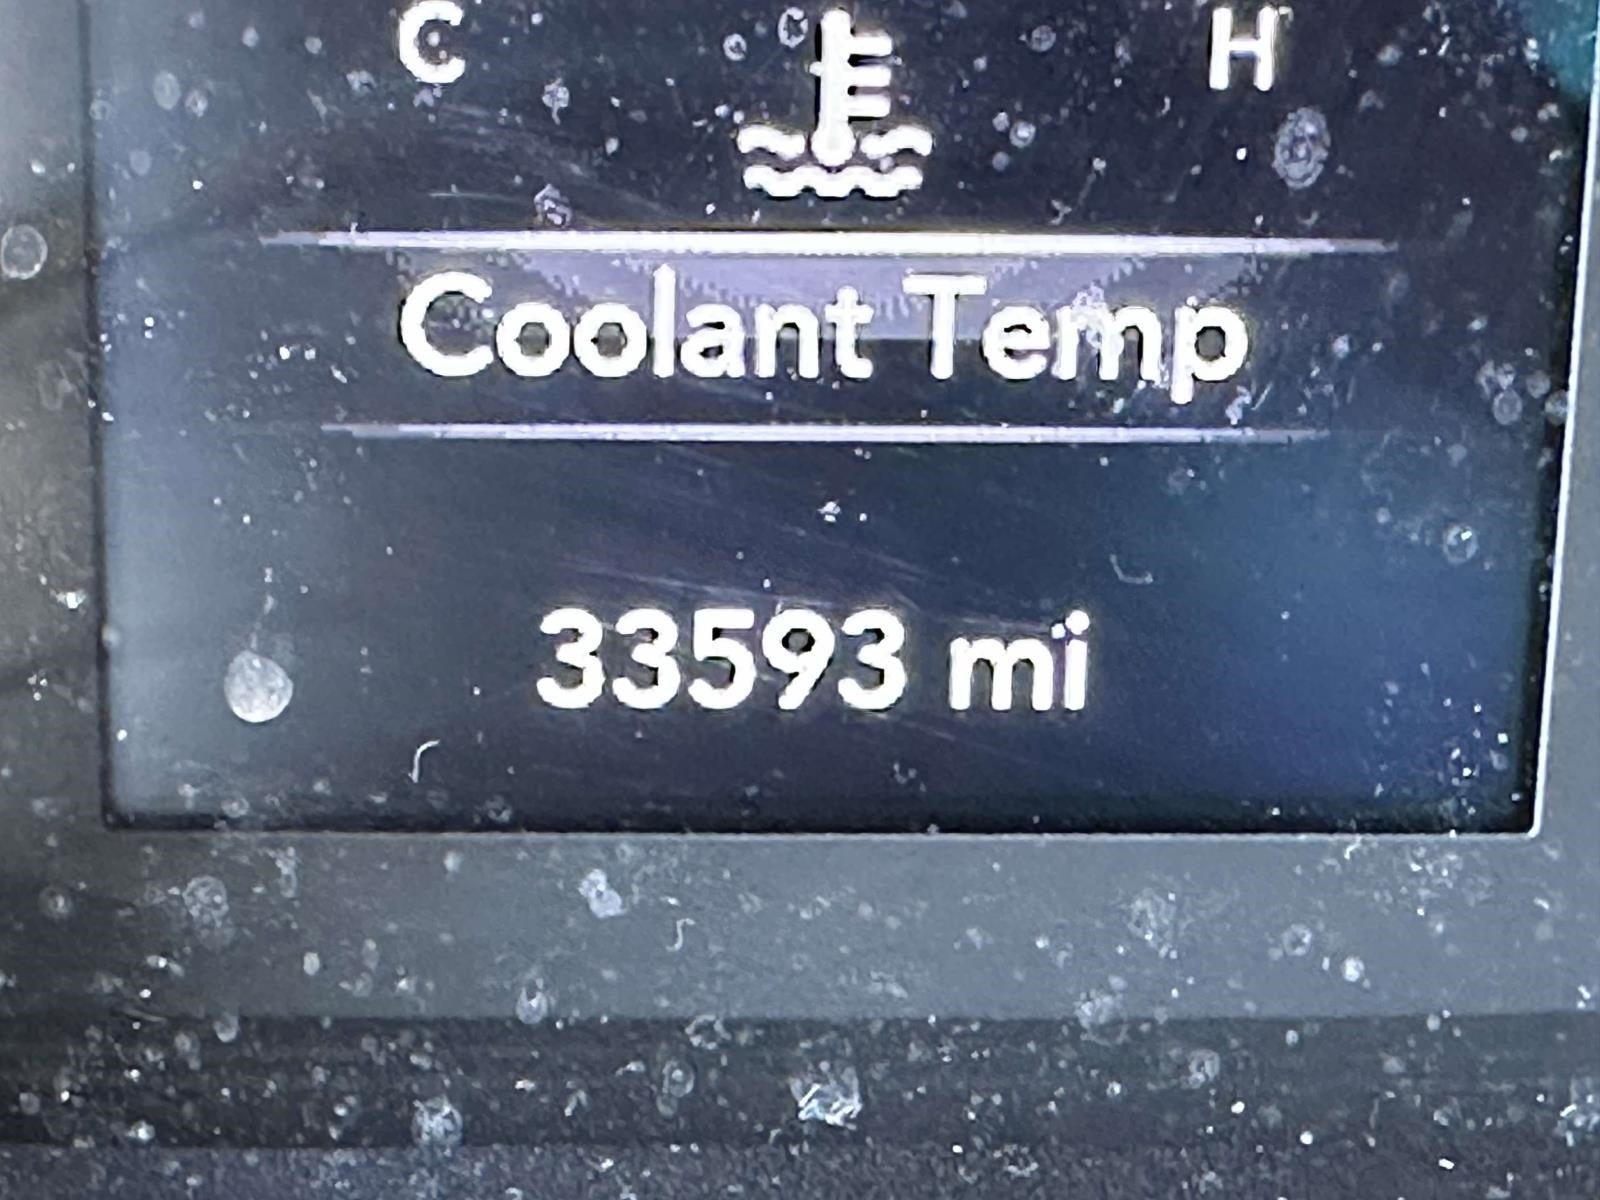 C H
Coolant Temp
33593 mi